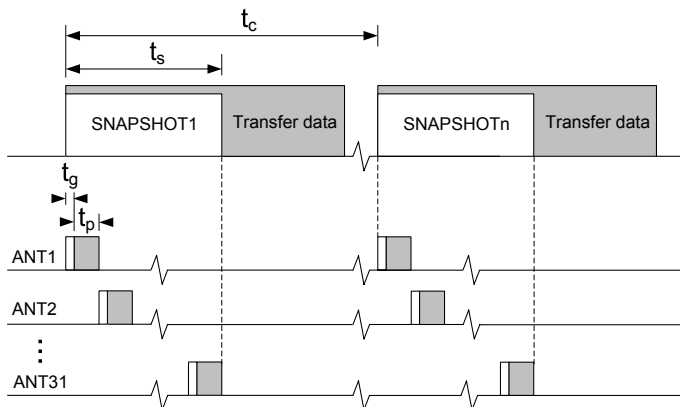 t_c
t_s
SNAPSHOT1
Transfer data
SNAPSHOTn
Transfer data
t_g
t_p
ANT1
ANT2
⋮
ANT31